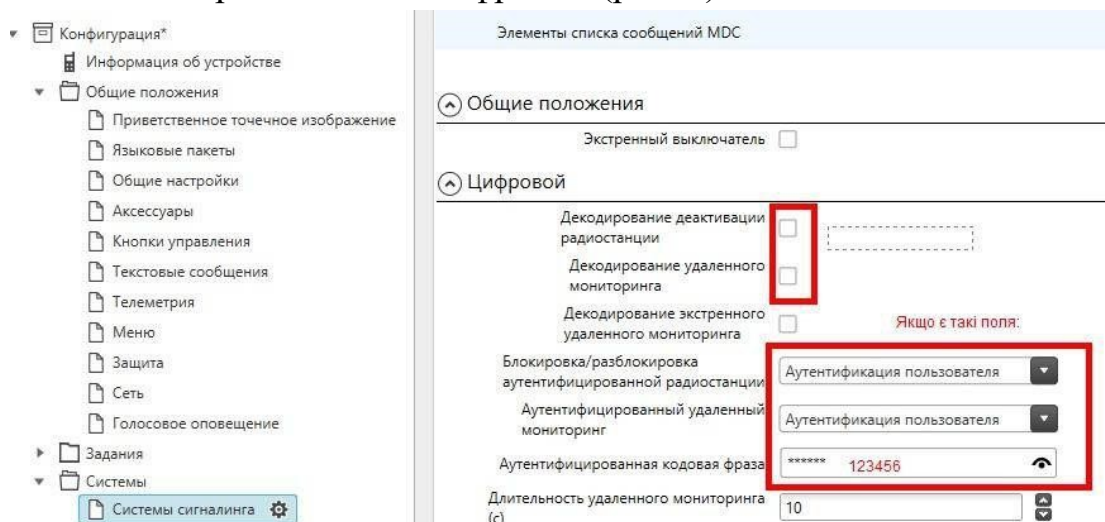 Конфигурация*
Информация об устройстве
Общие положения
Приветственное точечное изображение
Языковые пакеты
Общие настройки
Аксессуары
Кнопки управления
Текстовые сообщения
Телеметрия
Меню
Защита
Сеть
Голосовое оповещение
Задания
Системы
Системы сигналинга
Элементы списка сообщений MDC
Общие положения
Экстренный выключатель
Цифровой
Декодирование деактивации
радиостанции
Декодирование удаленного
мониторинга
Декодирование экстренного
удаленного мониторинга
Якщо є такі поля:
Блокировка/разблокировка
аутентифицированной радиостанции
Аутентификация пользователя
Аутентифицированный удаленный
мониторинг
Аутентификация пользователя
Аутентифицированная кодовая фраза
****** 123456
Длительность удаленного мониторинга
(с)
10